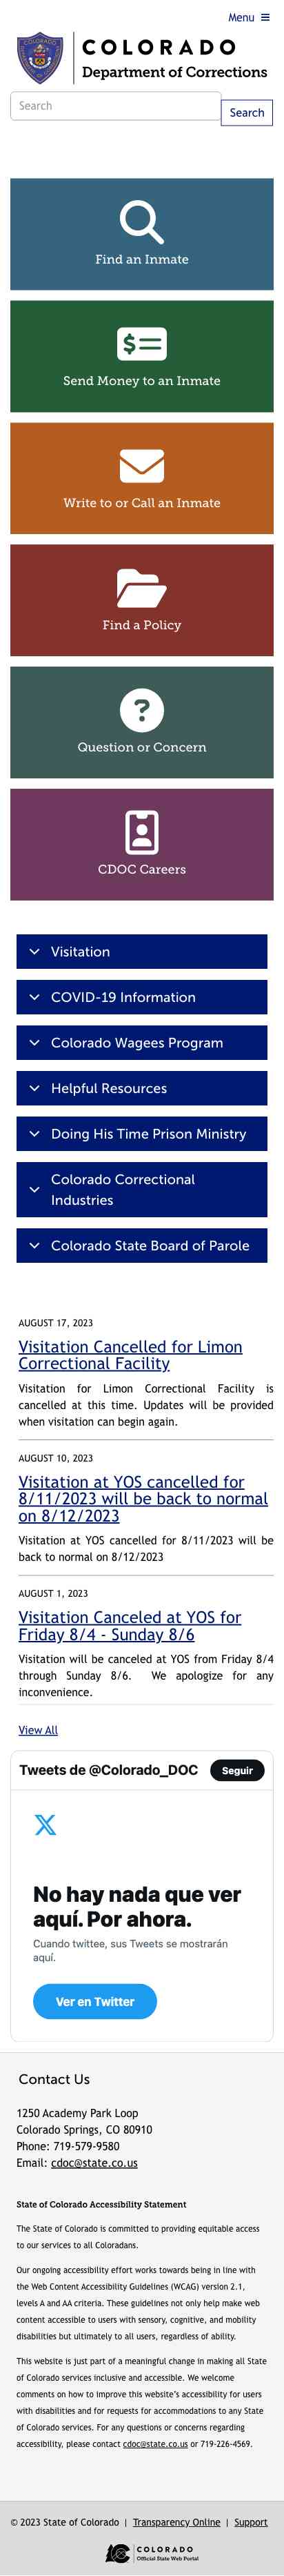 Menu
COLORADO
Department of Corrections
Search
Search
Find an Inmate
Send Money to an Inmate
Write to or Call an Inmate
Find a Policy
Question or Concern
CDOC Careers
Visitation
COVID-19 Information
Colorado Wagees Program
Helpful Resources
Doing His Time Prison Ministry
Colorado Correctional
Industries
Colorado State Board of Parole
AUGUST 17, 2023
Visitation Cancelled for Limon
Correctional Facility
Visitation for Limon Correctional Facility is
cancelled at this time. Updates will be provided
when visitation can begin again.
AUGUST 10, 2023
Visitation at YOS cancelled for
8/11/2023 will be back to normal
on 8/12/2023
Visitation at YOS cancelled for 8/11/2023 will be
back to normal on 8/12/2023
AUGUST 1, 2023
Visitation Canceled at YOS for
Friday 8/4 - Sunday 8/6
Visitation will be canceled at YOS from Friday 8/4
through Sunday 8/6. We apologize for any
inconvenience.
View All
Tweets de @Colorado_DOC Seguir
No hay nada que ver
aquí. Por ahora.
Cuando twittee, sus Tweets se mostrarán
aquí.
Ver en Twitter
Contact Us
1250 Academy Park Loop
Colorado Springs, CO 80910
Phone: 719-579-9580
Email: cdoc@state.co.us
State of Colorado Accessibility Statement
The State of Colorado is committed to providing equitable access
to our services to all Coloradans.
Our ongoing accessibility effort works towards being in line with
the Web Content Accessibility Guidelines (WCAG) version 2.1,
levels A and AA criteria. These guidelines not only help make web
content accessible to users with sensory, cognitive, and mobility
disabilities but ultimately to all users, regardless of ability.
This website is just part of a meaningful change in making all State
of Colorado services inclusive and accessible. We welcome
comments on how to improve this website's accessibility for users
with disabilities and for requests for accommodations to any State
of Colorado services. For any questions or concerns regarding
accessibility, please contact cdoc@state.co.us or 719-226-4569.
© 2023 State of Colorado | Transparency Online | Support
COLORADO
Official State Web Portal